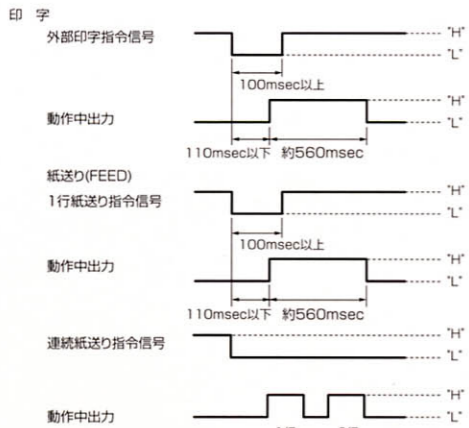 印 字
外部印字指令信号
"H"
"L"
100msec以上
動作中出力
"H"
"L"
110msec以下 約560msec
紙送り(FEED)
1行紙送り指令信号
"H"
"L"
100msec以上
動作中出力
"H"
"L"
110msec以下 約560msec
連続紙送り指令信号
"H"
"L"
動作中出力
"H"
"L"